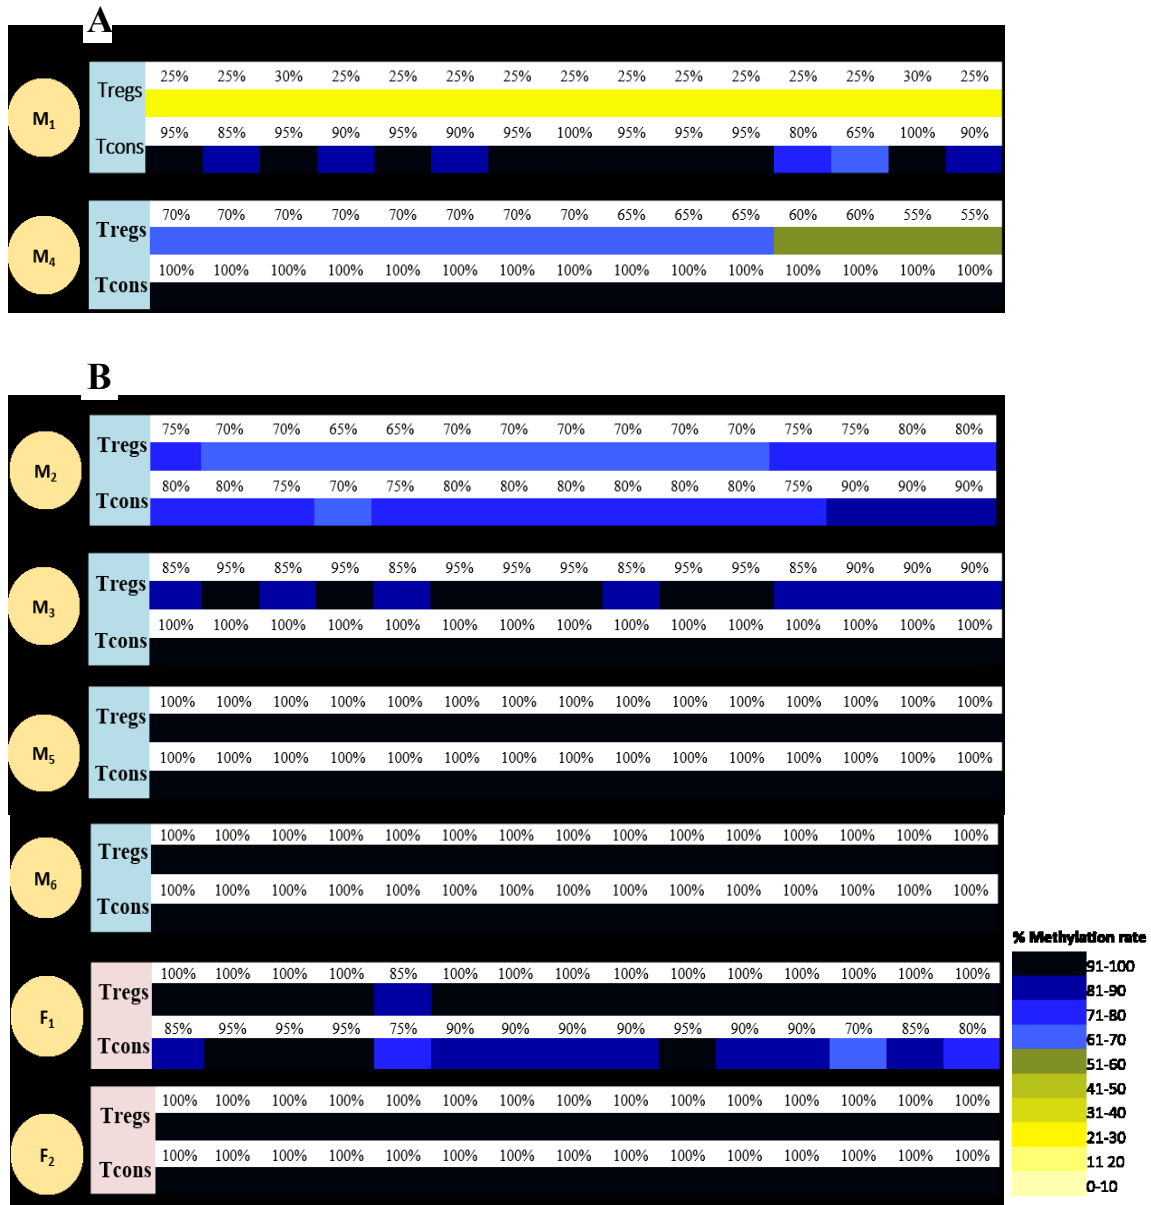 A
M1
Tregs
25% 25% 30% 25% 25% 25% 25% 25% 25% 25% 25% 25% 25% 30% 25%
Tcons
95% 85% 95% 90% 95% 90% 95% 100% 95% 95% 95% 80% 65% 100% 90%
M4
Tregs
70% 70% 70% 70% 70% 70% 70% 70% 65% 65% 65% 60% 60% 55% 55%
Tcons
100% 100% 100% 100% 100% 100% 100% 100% 100% 100% 100% 100% 100% 100% 100%
B
M2
Tregs
75% 70% 70% 65% 65% 70% 70% 70% 70% 70% 70% 75% 75% 80% 80%
Tcons
80% 80% 75% 70% 75% 80% 80% 80% 80% 80% 80% 75% 90% 90% 90%
M3
Tregs
85% 95% 85% 95% 85% 95% 95% 95% 85% 95% 95% 85% 90% 90% 90%
Tcons
100% 100% 100% 100% 100% 100% 100% 100% 100% 100% 100% 100% 100% 100% 100%
M5
Tregs
100% 100% 100% 100% 100% 100% 100% 100% 100% 100% 100% 100% 100% 100% 100%
Tcons
100% 100% 100% 100% 100% 100% 100% 100% 100% 100% 100% 100% 100% 100% 100%
M6
Tregs
100% 100% 100% 100% 100% 100% 100% 100% 100% 100% 100% 100% 100% 100% 100%
Tcons
100% 100% 100% 100% 100% 100% 100% 100% 100% 100% 100% 100% 100% 100% 100%
F1
Tregs
100% 100% 100% 100% 85% 100% 100% 100% 100% 100% 100% 100% 100% 100% 100%
Tcons
85% 95% 95% 95% 75% 90% 90% 90% 90% 95% 90% 90% 70% 85% 80%
F2
Tregs
100% 100% 100% 100% 100% 100% 100% 100% 100% 100% 100% 100% 100% 100% 100%
Tcons
100% 100% 100% 100% 100% 100% 100% 100% 100% 100% 100% 100% 100% 100% 100%
% Methylation rate
91-100
81-90
71-80
61-70
51-60
41-50
31-40
21-30
11 20
0-10